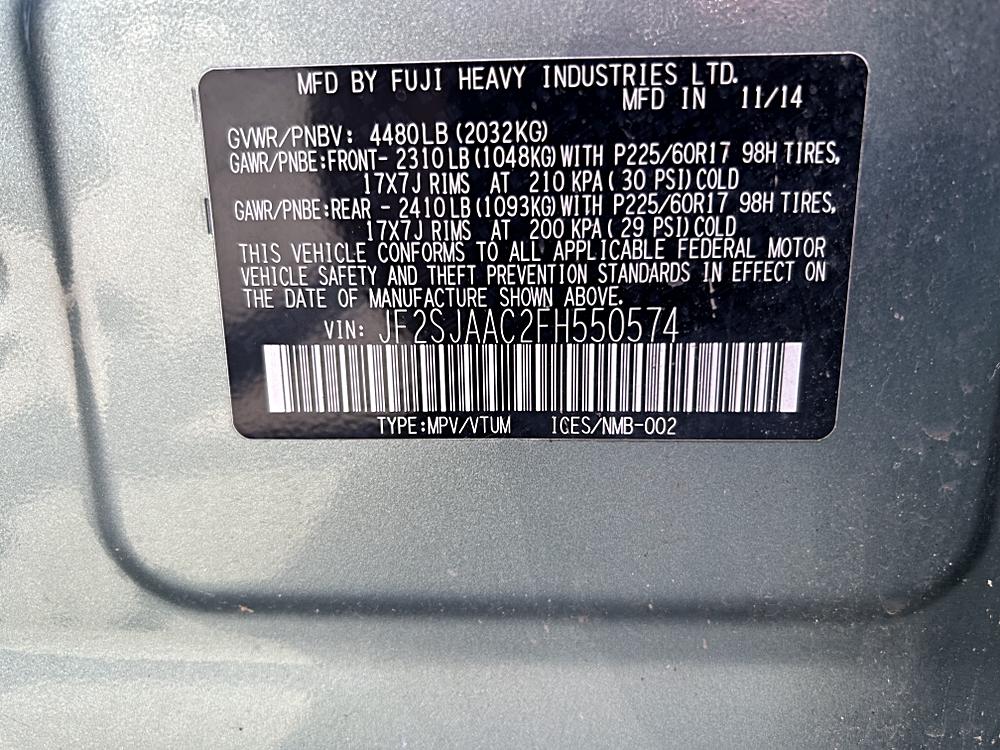 MFD BY FUJI HEAVY INDUSTRIES LTD.
MFD IN 11/14
GVWR/PNBV: 4480LB (2032KG)
GAWR/PNBE:FRONT- 2310LB (1048KG) WITH P225/60R17 98H TIRES,
17X7J RIMS AT 210 KPA ( 30 PSI) COLD
GAWR/PNBE:REAR - 2410LB (1093KG) WITH P225/60R17 98H TIRES,
17X7J RIMS AT 200 KPA ( 29 PSI) COLD
THIS VEHICLE CONFORMS TO ALL APPLICABLE FEDERAL MOTOR
VEHICLE SAFETY AND THEFT PREVENTION STANDARDS IN EFFECT ON
THE DATE OF MANUFACTURE SHOWN ABOVE.
VIN: JF2SJAAC2FH550574
TYPE:MPV/VTUM ICES/NMB-002